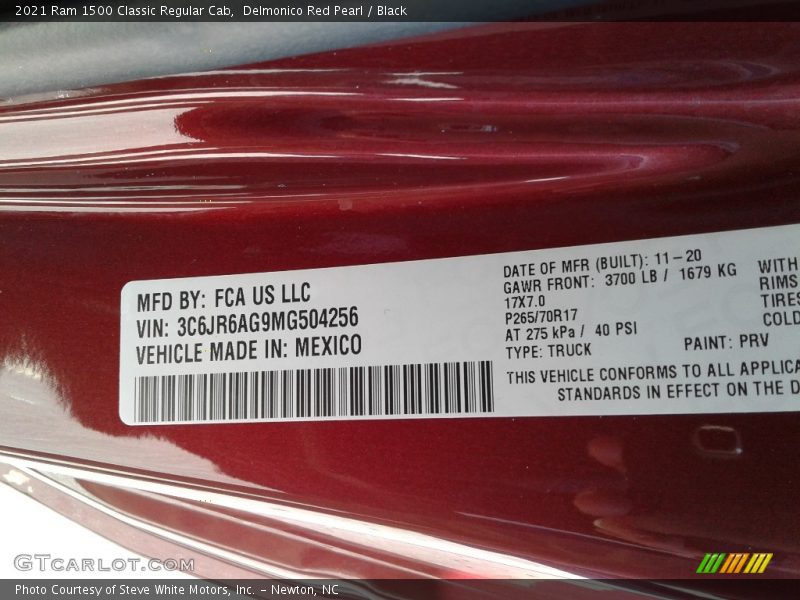 2021 Ram 1500 Classic Regular Cab,  Delmonico Red Pearl / Black
MFD BY: FCA US LLC
VIN: 3C6JR6AG9MG504256
VEHICLE MADE IN: MEXICO
DATE OF MFR (BUILT): 11-20
GAWR FRONT: 3700 LB / 1679 KG
17X7.0
P265/70R17
AT 275 kPa / 40 PSI
TYPE: TRUCK
PAINT: PRV
THIS VEHICLE CONFORMS TO ALL APPLICA
STANDARDS IN EFFECT ON THE D
WITH
RIMS
TIRES
COLD
GTCARLOT.COM
Photo Courtesy of Steve White Motors, Inc. – Newton, NC